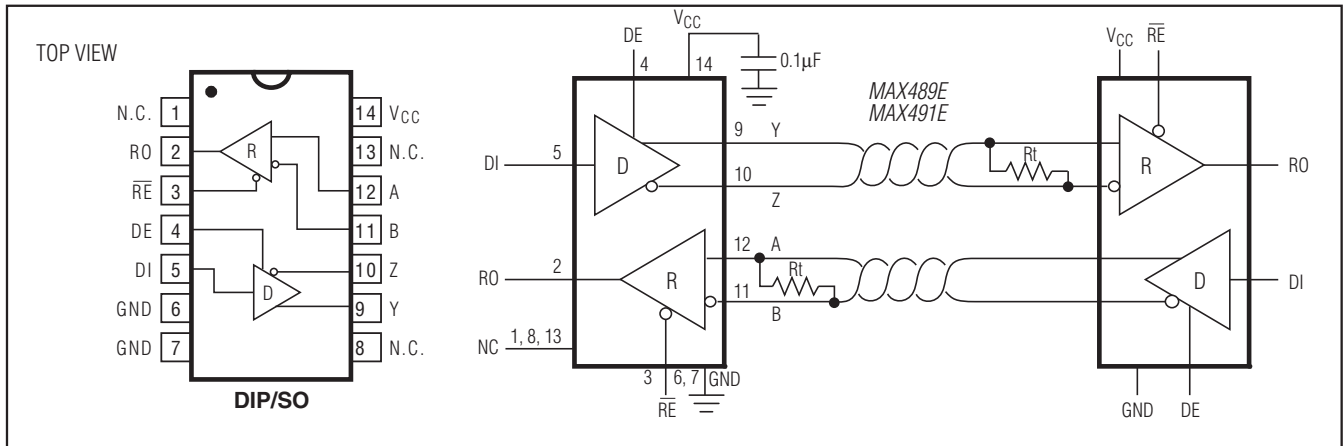 TOP VIEW
N.C. 1
RO 2
RE 3
DE 4
DI 5
GND 6
GND 7
14 VCC
13 N.C.
12 A
11 B
10 Z
9 Y
8 N.C.
R
D
DIP/SO
DE
4
VCC
14
0.1µF
DI
5
D
9 Y
10
Z
MAX489E
MAX491E
Rt
VCC
RE
R
RO
RO
2
R
12 A
11
B
Rt
D
DI
NC
1, 8, 13
3
RE
6, 7
GND
GND
DE